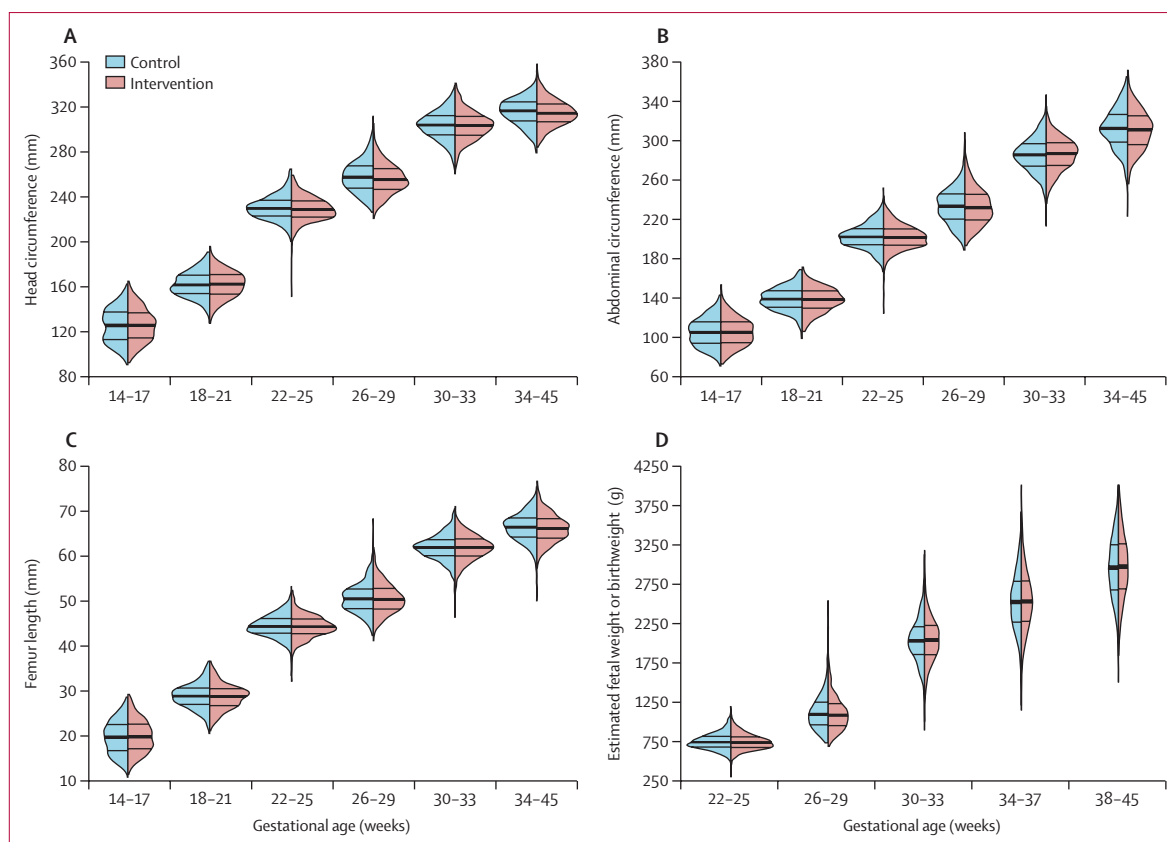 A
Control
Intervention
Head circumference (mm)
360
320
280
240
200
160
120
80
14–17 18–21 22–25 26–29 30–33 34–45
B
Abdominal circumference (mm)
380
340
300
260
220
180
140
100
60
14–17 18–21 22–25 26–29 30–33 34–45
C
Femur length (mm)
80
70
60
50
40
30
20
10
14–17 18–21 22–25 26–29 30–33 34–45
Gestational age (weeks)
D
Estimated fetal weight or birthweight (g)
4250
3250
2750
2250
1750
1250
750
250
22–25 26–29 30–33 34–37 38–45
Gestational age (weeks)